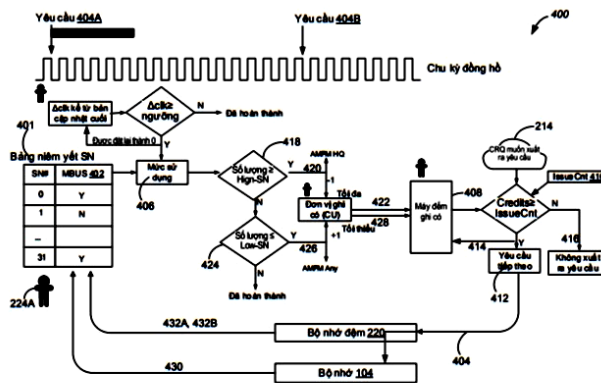 Yêu cầu 404A
Yêu cầu 404B
400
Chu kỳ đồng hồ
Δclk kể từ bản
cập nhật cuối
Δclk≥
ngưỡng
N
Đã hoàn thành
Được đặt lại thành 0
Y
401
Bảng niêm yết SN
SN#
MBUS 402
0
Y
1
N
...
31
Y
224A
Mức sử
dụng
406
418
Số lượng ≥
High-SN
Y
420
AMPM HQ
-1
N
Số lượng ≤
Low-SN
424
Y
426
+1
AMPM Any
N
Đã hoàn thành
Đơn vị ghi
có (CU)
Tối đa
422
428
Tối thiểu
Máy đếm
ghi có
408
214
CRQ muốn xuất
ra yêu cầu
IssueCnt 410
Credits≥
IssueCnt
N
414
Y
416
Yêu cầu
tiếp theo
412
Không xuất
ra yêu cầu
432A, 432B
Bộ nhớ đệm 220
404
430
Bộ nhớ 104